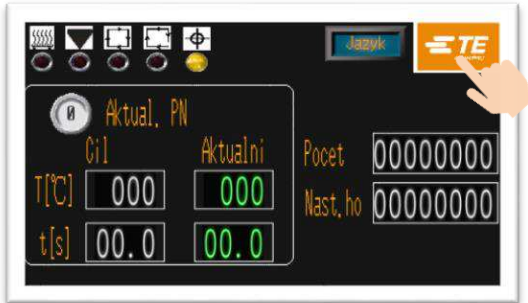 Jazyk
TE
0 Aktual. PN
Cil Aktualni
T[℃] 000 000
t[s] 00.0 00.0
Pocet 00000000
Nast.ho 00000000